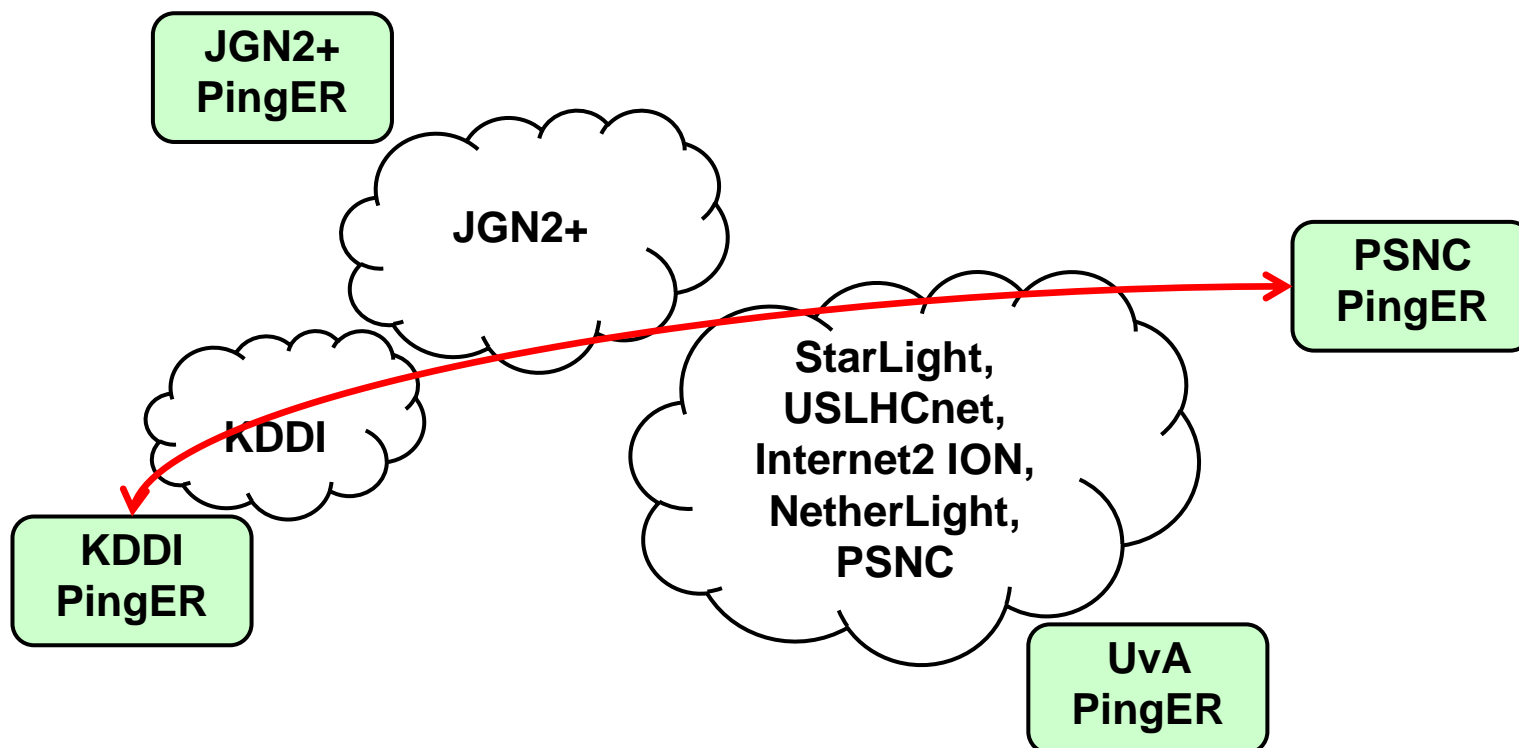 JGN2+
PingER
JGN2+
PSNC
PingER
StarLight,
USLHCnet,
Internet2 ION,
NetherLight,
PSNC
KDDI
KDDI
PingER
UvA
PingER